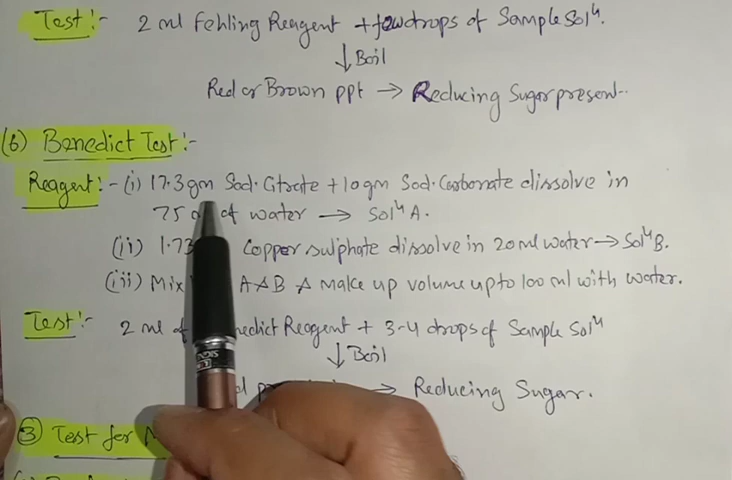 Test:- 2 ml Fehling Reagent + few drops of Sample Solⁿ.
↓ Boil
Red or Brown ppt → Reducing Sugar present..
(6) Benedict Test:-
Reagent:- (i) 17.3 gm Sod. Citrate + 10 gm Sod. Carbonate dissolve in
75 of water → Solⁿ A.
(ii) 1.73 Copper sulphate dissolve in 20 ml water → Solⁿ B.
(iii) Mix A & B & Make up volume upto 100 ml with water.
Test:- 2 ml of Reagent + 3-4 drops of Sample Solⁿ
↓ Boil
→ Reducing Sugar.
③ Test for